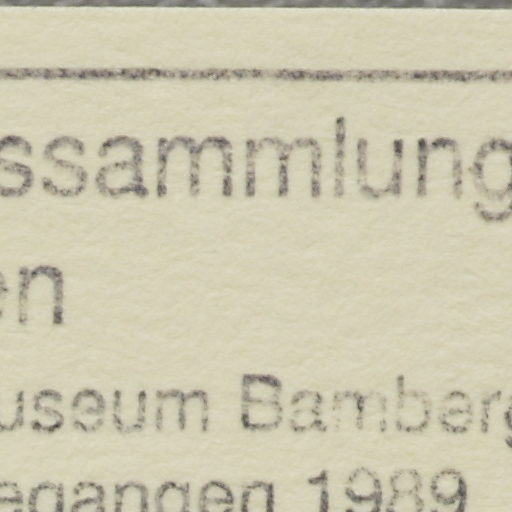 ssammlung
en
useum Bamberg
egangen 1989